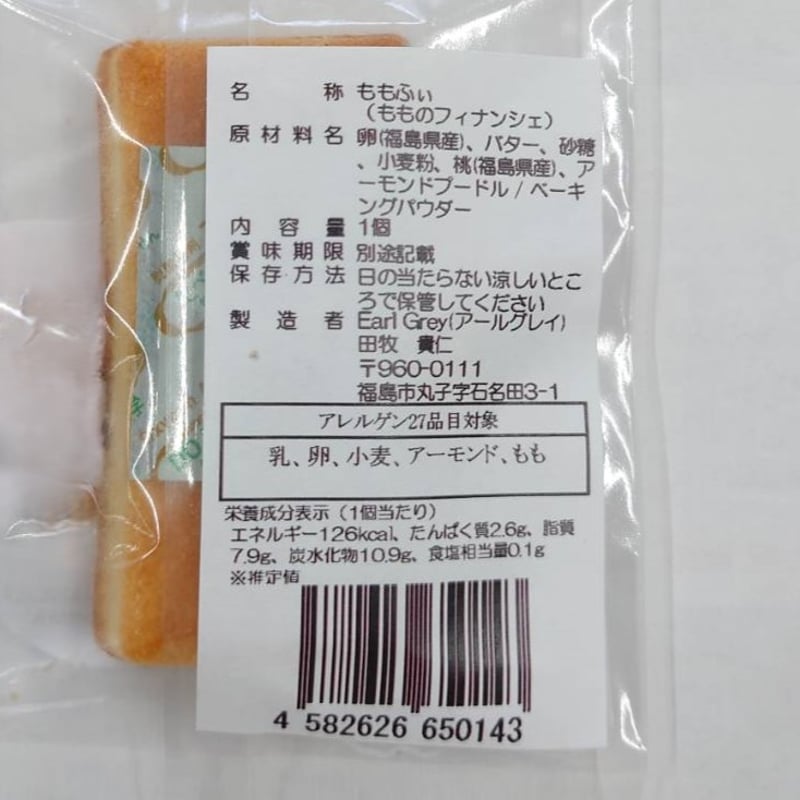 名称 ももふぃ
（もものフィナンシェ）
原材料名 卵(福島県産)、バター、砂糖
、小麦粉、桃(福島県産)、ア
ーモンドプードル / ベーキ
ングパウダー
内容量 1個
賞味期限 別途記載
保存方法 日の当たらない涼しいとこ
ろで保管してください
製造者 Earl Grey(アールグレイ)
田牧 貴仁
〒960-0111
福島市丸子字石名田3-1
アレルゲン27品目対象
乳、卵、小麦、アーモンド、もも
栄養成分表示（1個当たり）
エネルギー126kcal、たんぱく質2.6g、脂質
7.9g、炭水化物10.9g、食塩相当量0.1g
※推定値
4 582626 650143